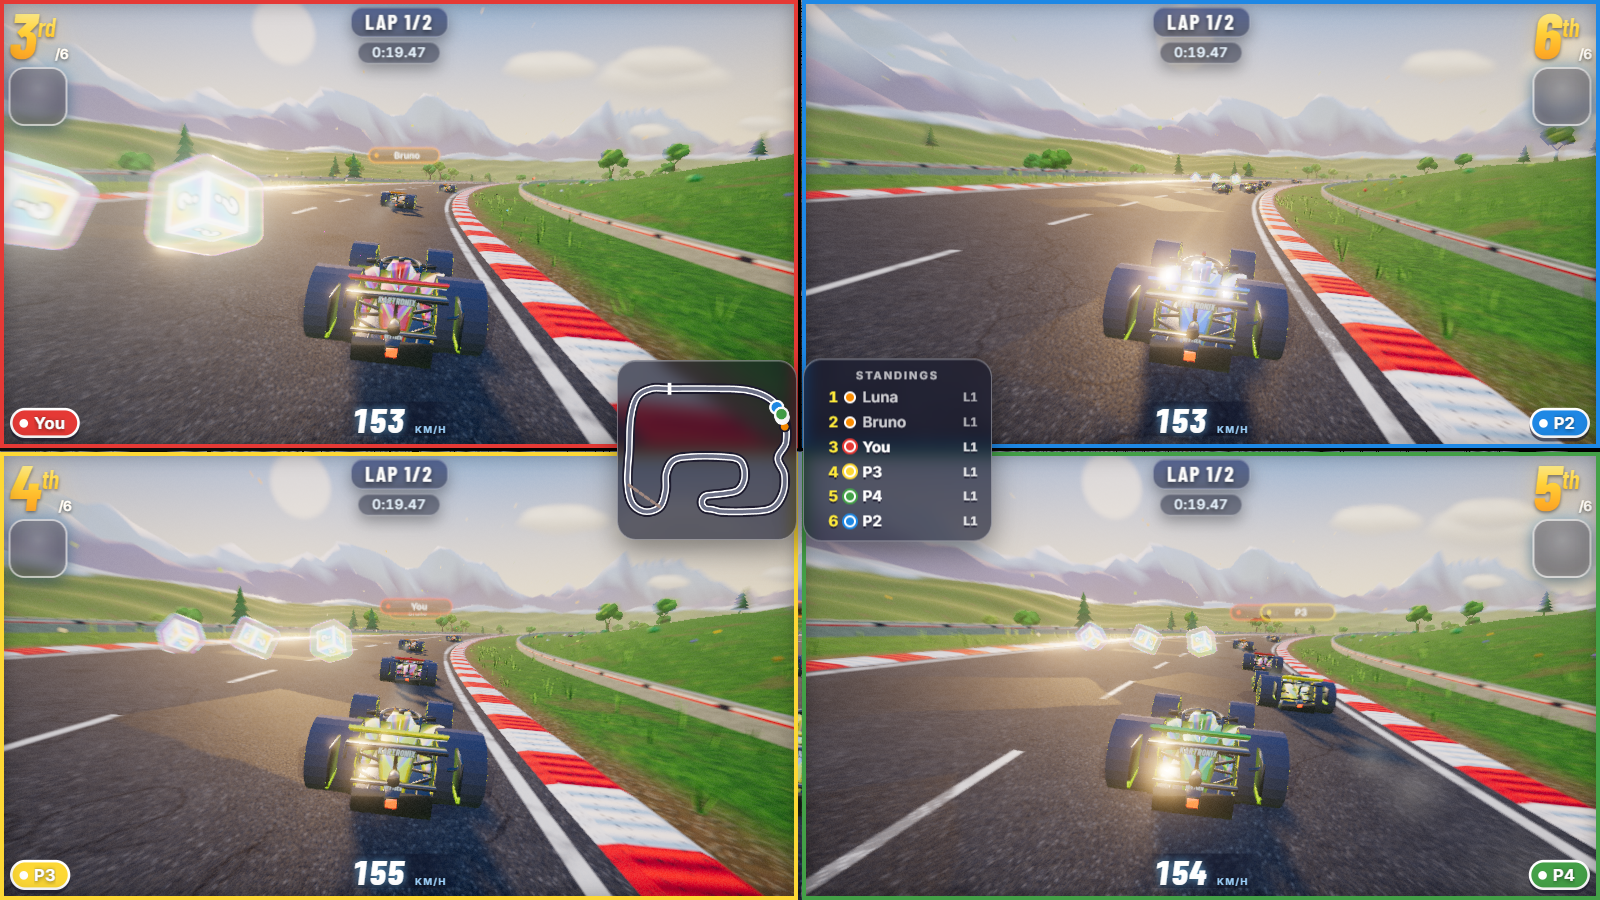 3rd
/6
LAP 1/2
0:19.47
Bruno
KARTRONIX
You
153 KM/H
LAP 1/2
0:19.47
6th
/6
153 KM/H
P2
STANDINGS
1 Luna L1
2 Bruno L1
3 You L1
4 P3 L1
5 P4 L1
6 P2 L1
4th
/6
LAP 1/2
0:19.47
You
P3
155 KM/H
LAP 1/2
0:19.47
5th
/6
P3
KARTRONIX
154 KM/H
P4